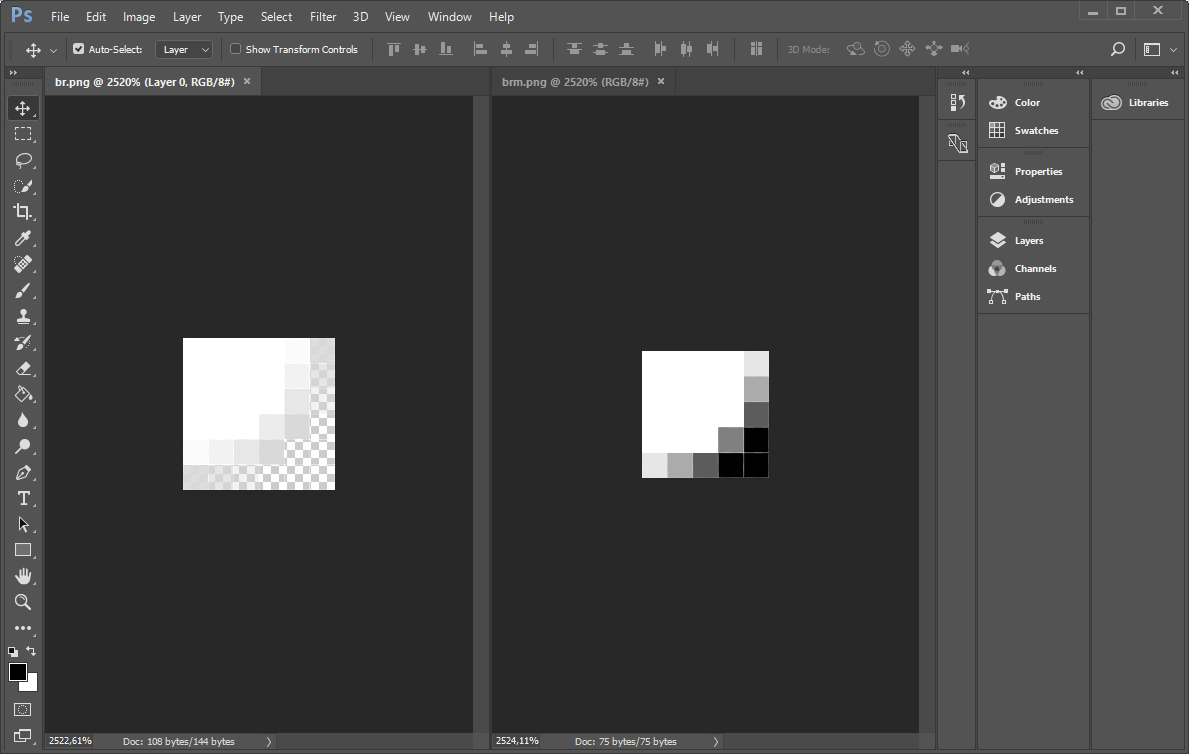 Ps File Edit Image Layer Type Select Filter 3D View Window Help
Auto-Select: Layer Show Transform Controls 3D Mode:
br.png @ 2520% (Layer 0, RGB/8#) × brm.png @ 2520% (RGB/8#) ×
Color
Swatches
Properties
Adjustments
Layers
Channels
Paths
Libraries
T
2522,61% Doc: 108 bytes/144 bytes
2524,11% Doc: 75 bytes/75 bytes